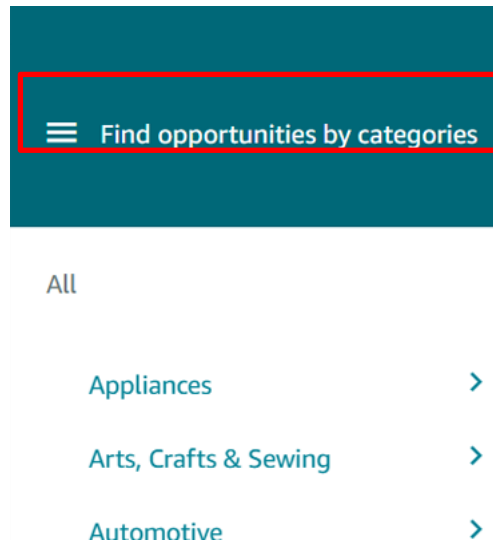 Find opportunities by categories
All
Appliances
Arts, Crafts & Sewing
Automotive